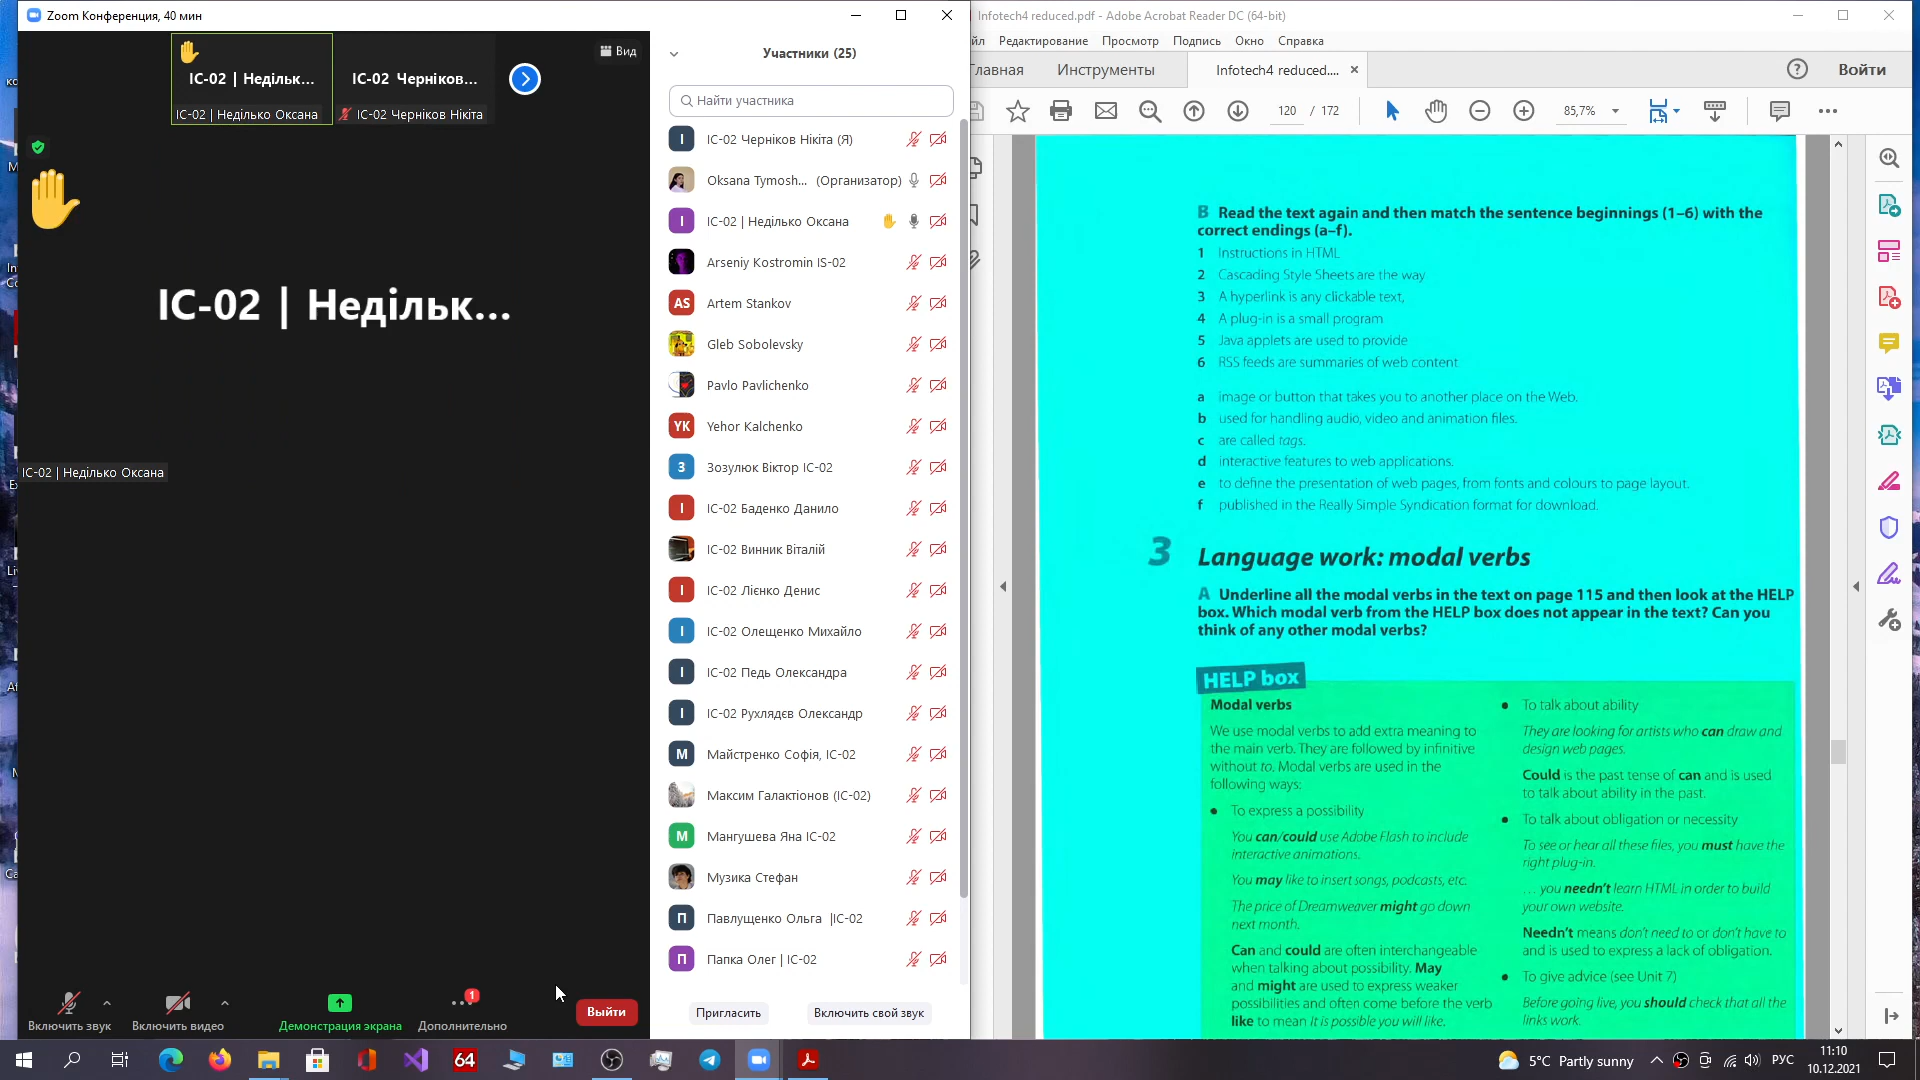 Zoom Конференция, 40 мин
Вид
IC-02 | Недільк...
IC-02 Черніков...
IC-02 | Неділько Оксана
IC-02 Черніков Нікіта
IC-02 | Недільк...
IC-02 | Неділько Оксана
Включить звук
Включить видео
Демонстрация экрана
1
Дополнительно
Выйти
Участники (25)
Найти участника
IC-02 Черніков Нікіта (Я)
Oksana Tymosh... (Организатор)
IC-02 | Неділько Оксана
Arseniy Kostromin IS-02
AS Artem Stankov
Gleb Sobolevsky
Pavlo Pavlichenko
YK Yehor Kalchenko
З Зозулюк Віктор IC-02
I IC-02 Баденко Данило
IC-02 Винник Віталій
I IC-02 Лієнко Денис
I IC-02 Олещенко Михайло
I IC-02 Педь Олександра
I IC-02 Рухлядєв Олександр
М Майстренко Софія, IC-02
Максим Галактіонов (IC-02)
М Мангушева Яна IC-02
Музика Стефан
П Павлущенко Ольга |IC-02
П Папка Олег | IC-02
Пригласить
Включить свой звук
Infotech4 reduced.pdf - Adobe Acrobat Reader DC (64-bit)
Редактирование Просмотр Подпись Окно Справка
Инструменты
Infotech4 reduced....
Войти
120 / 172
85,7%
B Read the text again and then match the sentence beginnings (1–6) with the
correct endings (a–f).
1 Instructions in HTML
2 Cascading Style Sheets are the way
3 A hyperlink is any clickable text,
4 A plug-in is a small program
5 Java applets are used to provide
6 RSS feeds are summaries of web content
a image or button that takes you to another place on the Web.
b used for handling audio, video and animation files.
c are called tags.
d interactive features to web applications.
e to define the presentation of web pages, from fonts and colours to page layout.
f published in the Really Simple Syndication format for download.
3 Language work: modal verbs
A Underline all the modal verbs in the text on page 115 and then look at the HELP
box. Which modal verb from the HELP box does not appear in the text? Can you
think of any other modal verbs?
HELP box
Modal verbs
We use modal verbs to add extra meaning to
the main verb. They are followed by infinitive
without to. Modal verbs are used in the
following ways:
● To express a possibility
You can/could use Adobe Flash to include
interactive animations.
You may like to insert songs, podcasts, etc.
The price of Dreamweaver might go down
next month.
Can and could are often interchangeable
when talking about possibility. May
and might are used to express weaker
possibilities and often come before the verb
like to mean it is possible you will like.
● To talk about ability
They are looking for artists who can draw and
design web pages.
Could is the past tense of can and is used
to talk about ability in the past.
● To talk about obligation or necessity
To see or hear all these files, you must have the
right plug-in.
... you needn't learn HTML in order to build
your own website.
Needn't means don't need to or don't have to
and is used to express a lack of obligation.
● To give advice (see Unit 7)
Before going live, you should check that all the
links work.
64
5°C Partly sunny
РУС
11:10
10.12.2021